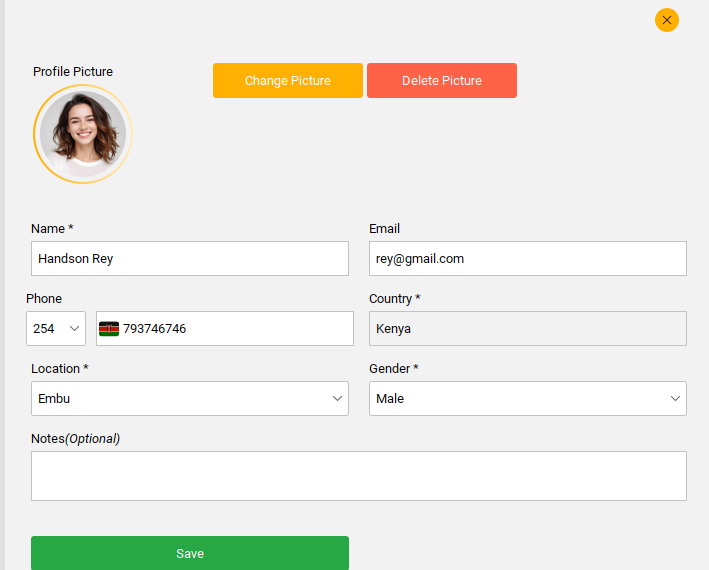 Profile Picture
Change Picture
Delete Picture
Name *
Email
Handson Rey
rey@gmail.com
Phone
Country *
254
793746746
Kenya
Location *
Gender *
Embu
Male
Notes(Optional)
Save